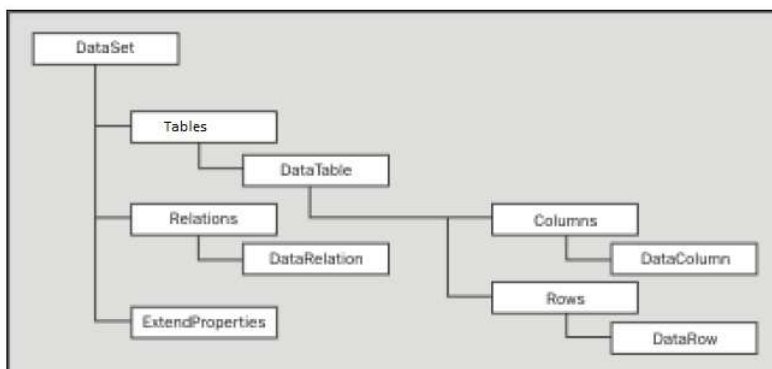 DataSet
Tables
DataTable
Relations
Columns
DataRelation
DataColumn
Rows
ExtendProperties
DataRow